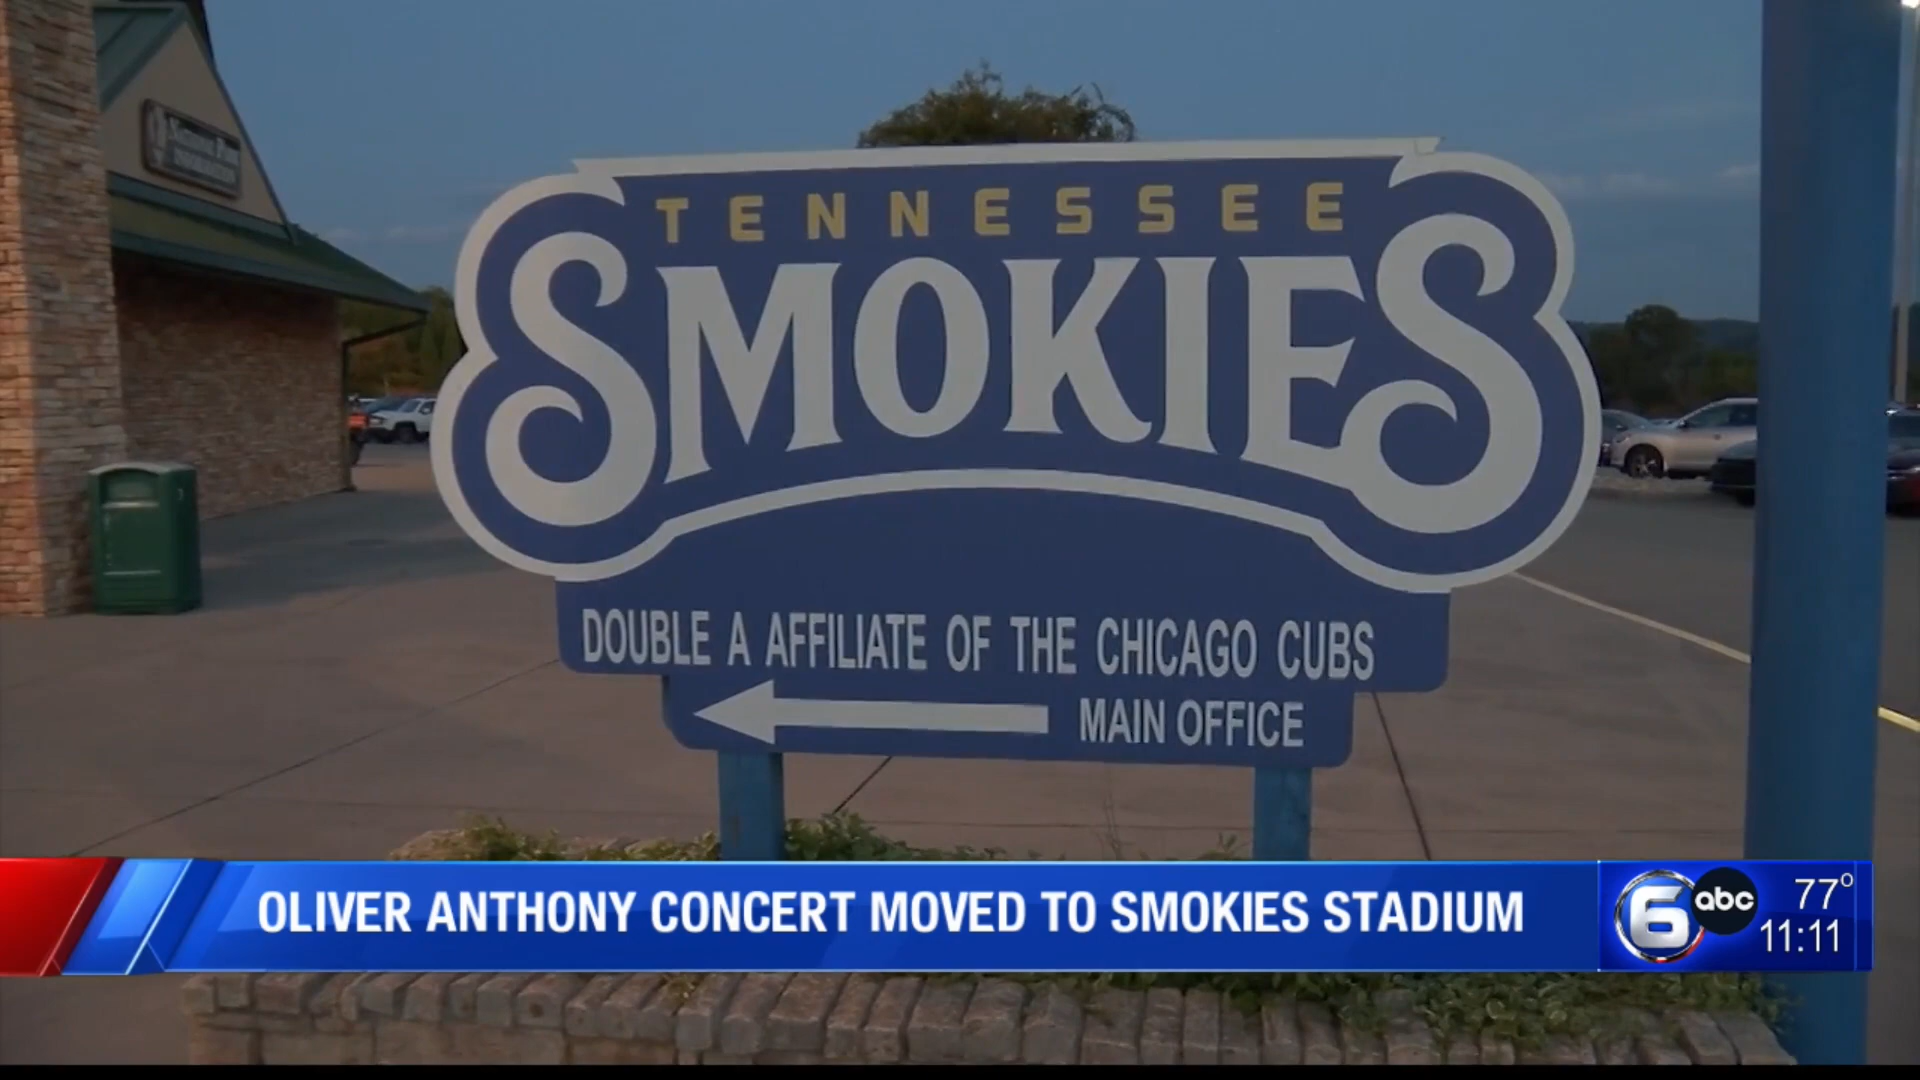 TENNESSEE
SMOKIES
DOUBLE A AFFILIATE OF THE CHICAGO CUBS
MAIN OFFICE
OLIVER ANTHONY CONCERT MOVED TO SMOKIES STADIUM
6 abc 77°
11:11